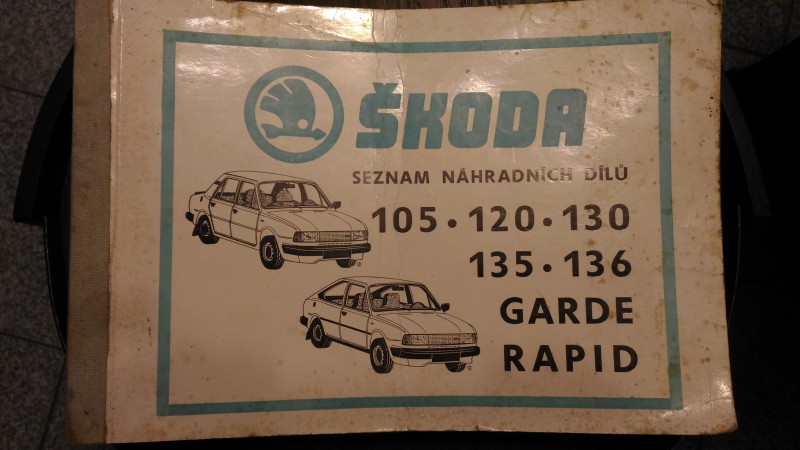 ŠKODA
SEZNAM NÁHRADNÍCH DÍLŮ
105 • 120 • 130
135 • 136
GARDE
RAPID